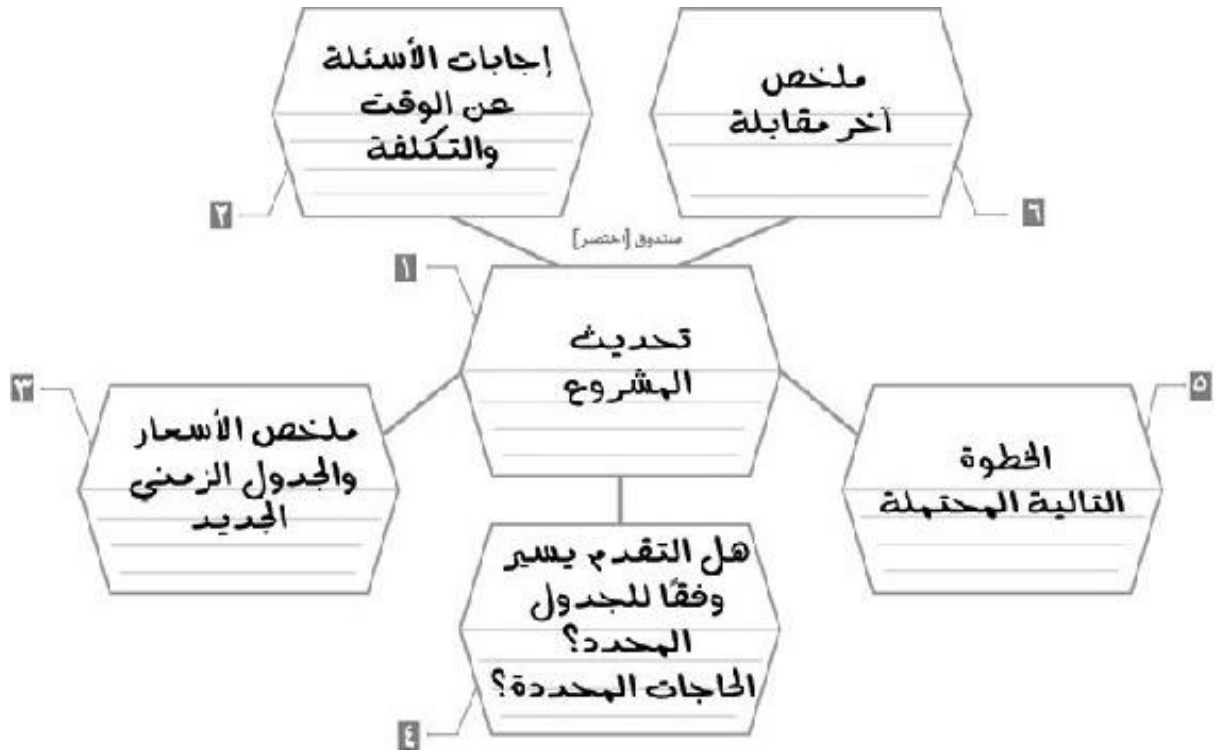 إجابات الأسئلة
عن الوقت
والتكلفة
٢
ملخص
آخر مقابلة
٦
صندوق [اختصر]
١
تحديث
المشروع
٣
ملخص الأسعار
والجدول الزمني
الجديد
٥
الخطوة
التالية المحتملة
هل التقدم يسير
وفقًا للجدول
المحدد؟
الحاجات المحددة؟
٤